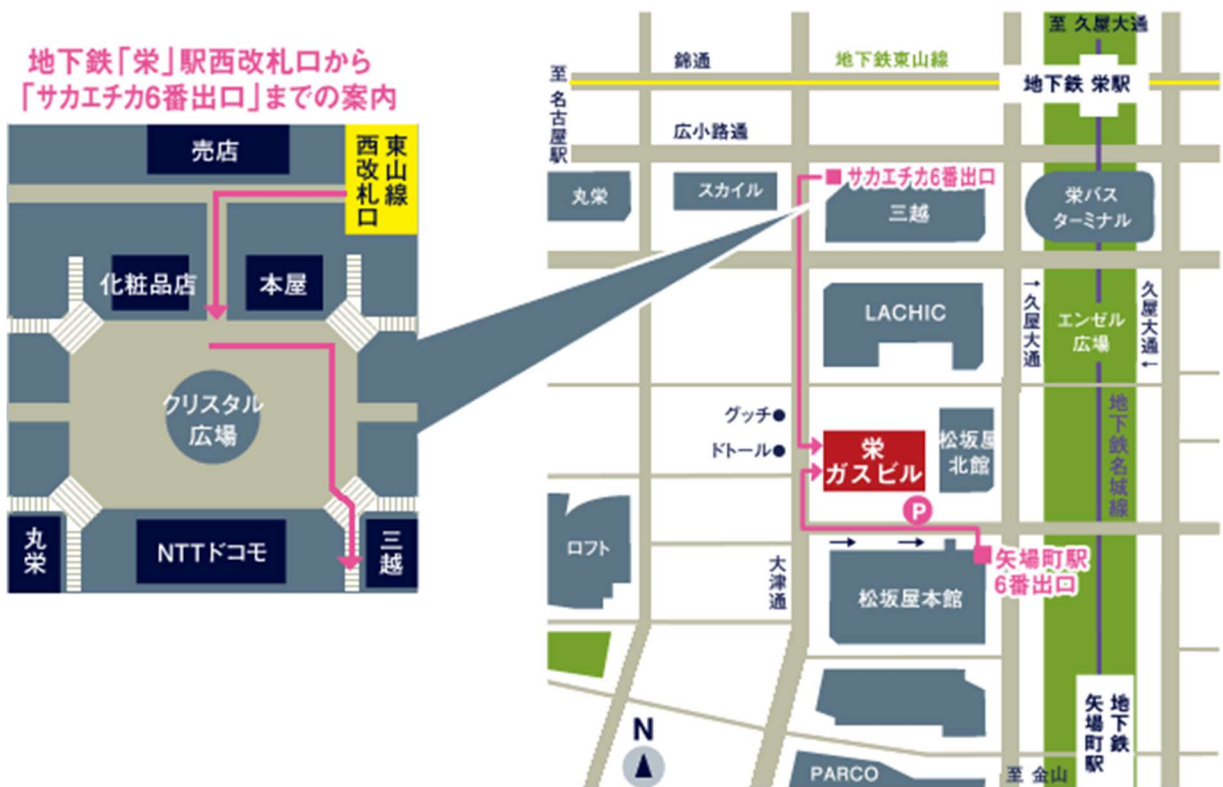 地下鉄「栄」駅西改札口から
「サカエチカ6番出口」までの案内
売店
東山線
西改札口
化粧品店
本屋
クリスタル
広場
丸栄
NTTドコモ
三越
至 久屋大通
錦通
地下鉄東山線
地下鉄 栄駅
至 名古屋駅
広小路通
サカエチカ6番出口
丸栄
スカイル
三越
栄バス
ターミナル
LACHIC
→久屋大通
エンゼル
広場
久屋大通←
グッチ
ドトール
栄
ガスビル
松坂屋
北館
地下鉄名城線
P
ロフト
大津通
松坂屋本館
矢場町駅
6番出口
N
PARCO
至 金山
地下鉄
矢場町駅